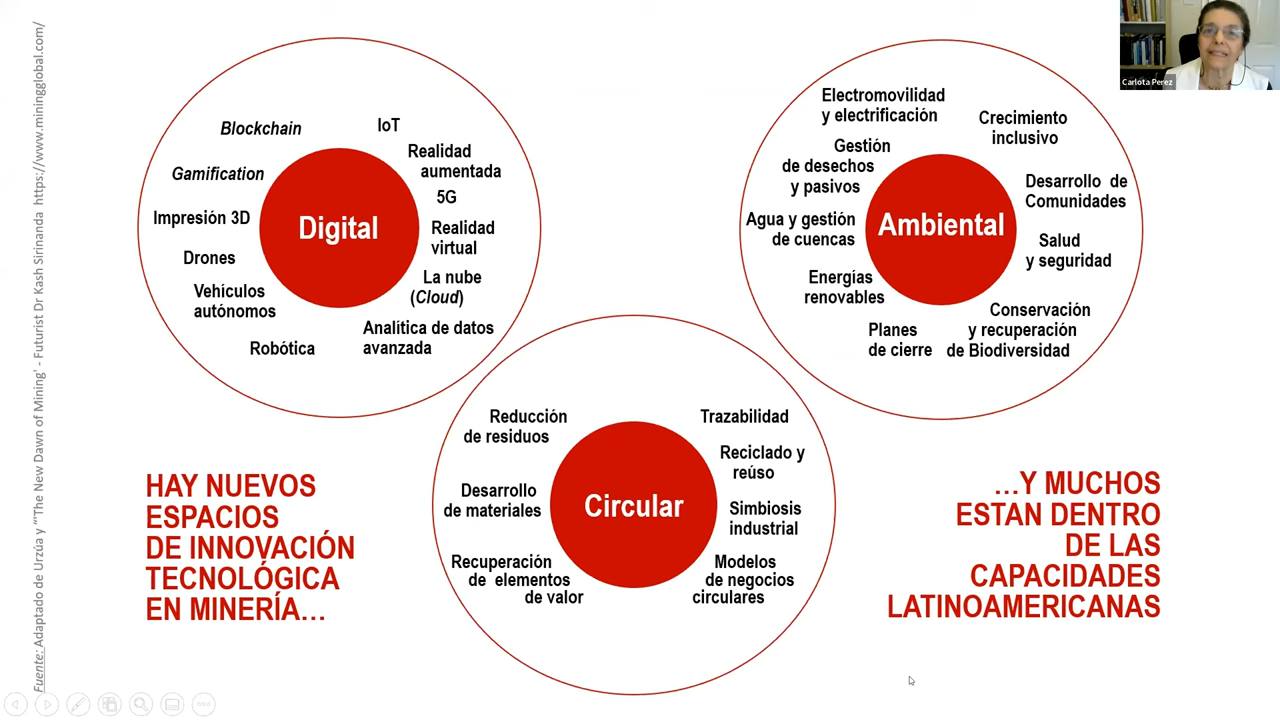 Fuente: Adaptado de Urzúa y “'The New Dawn of Mining' - Futurist Dr Kash Sirinanda https://www.miningglobal.com/
Carlota Perez
Blockchain
IoT
Gamification
Realidad
aumentada
5G
Impresión 3D
Digital
Realidad
virtual
Drones
La nube
(Cloud)
Vehículos
autónomos
Analítica de datos
avanzada
Robótica
Electromovilidad
y electrificación
Crecimiento
inclusivo
Gestión
de desechos
y pasivos
Desarrollo de
Comunidades
Agua y gestión
de cuencas
Ambiental
Salud
y seguridad
Energías
renovables
Conservación
y recuperación
de Biodiversidad
Planes
de cierre
Reducción
de residuos
Trazabilidad
Reciclado y
reúso
Desarrollo
de materiales
Circular
Simbiosis
industrial
Recuperación
de elementos
de valor
Modelos
de negocios
circulares
HAY NUEVOS
ESPACIOS
DE INNOVACIÓN
TECNOLÓGICA
EN MINERÍA…
…Y MUCHOS
ESTAN DENTRO
DE LAS
CAPACIDADES
LATINOAMERICANAS